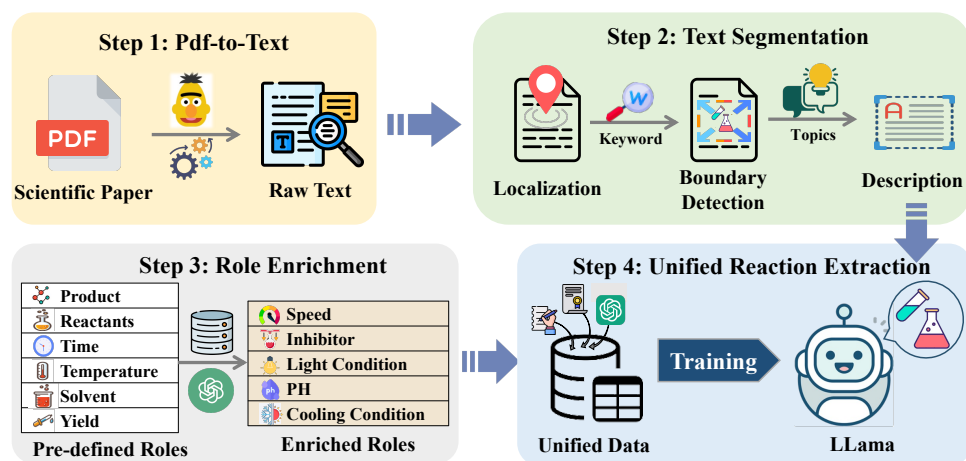 Step 1: Pdf-to-Text
PDF
Scientific Paper
T
Raw Text
Step 2: Text Segmentation
W
Keyword
Topics
A
Localization
Boundary
Detection
Description
Step 3: Role Enrichment
Product
Reactants
Time
Temperature
Solvent
Yield
Pre-defined Roles
Speed
Inhibitor
Light Condition
ph
PH
Cooling Condition
Enriched Roles
Step 4: Unified Reaction Extraction
Training
Unified Data
LLama